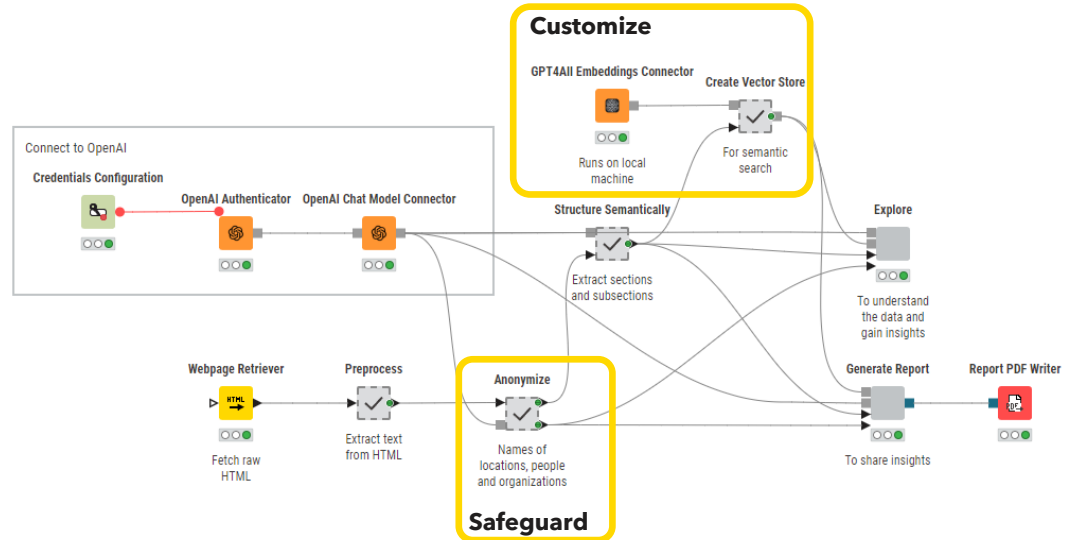 Customize
GPT4All Embeddings Connector
Create Vector Store
Runs on local
machine
For semantic
search
Connect to OpenAI
Credentials Configuration
OpenAI Authenticator
OpenAI Chat Model Connector
Structure Semantically
Extract sections
and subsections
Explore
To understand
the data and
gain insights
Webpage Retriever
HTML
Fetch raw
HTML
Preprocess
Extract text
from HTML
Anonymize
Names of
locations, people
and organizations
Safeguard
Generate Report
To share insights
Report PDF Writer
PDF